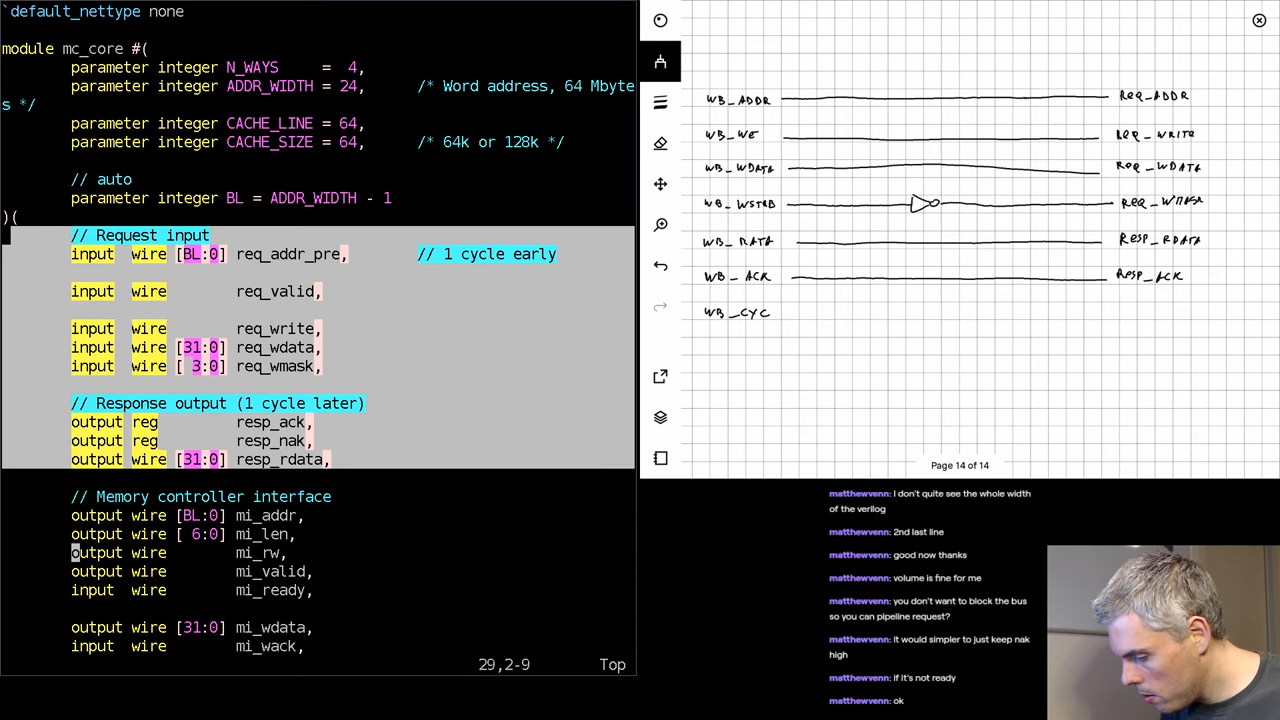 `default_nettype none
module mc_core #(
parameter integer N_WAYS     =  4,
parameter integer ADDR_WIDTH = 24,      /* Word address, 64 Mbyte
s */
parameter integer CACHE_LINE = 64,
parameter integer CACHE_SIZE = 64,      /* 64k or 128k */
// auto
parameter integer BL = ADDR_WIDTH - 1
)(
// Request input
input  wire [BL:0] req_addr_pre,        // 1 cycle early
input  wire        req_valid,
input  wire        req_write,
input  wire [31:0] req_wdata,
input  wire [ 3:0] req_wmask,
// Response output (1 cycle later)
output reg         resp_ack,
output reg         resp_nak,
output wire [31:0] resp_rdata,
// Memory controller interface
output wire [BL:0] mi_addr,
output wire [ 6:0] mi_len,
output wire        mi_rw,
output wire        mi_valid,
input  wire        mi_ready,
output wire [31:0] mi_wdata,
input  wire        mi_wack,
29,2-9 Top
WB_ADDR REQ_ADDR
WB_WE REQ_WRITE
WB_WDATA REQ_WDATA
WB_WSTRB REQ_WMASK
WB_RATA RESP_RDATA
WB_ACK RESP_ACK
WB_CYC
Page 14 of 14
matthewvenn: I don't quite see the whole width
of the verilog
matthewvenn: 2nd last line
matthewvenn: good now thanks
matthewvenn: volume is fine for me
matthewvenn: you don't want to block the bus
so you can pipeline request?
matthewvenn: it would simpler to just keep nak
high
matthewvenn: if it's not ready
matthewvenn: ok